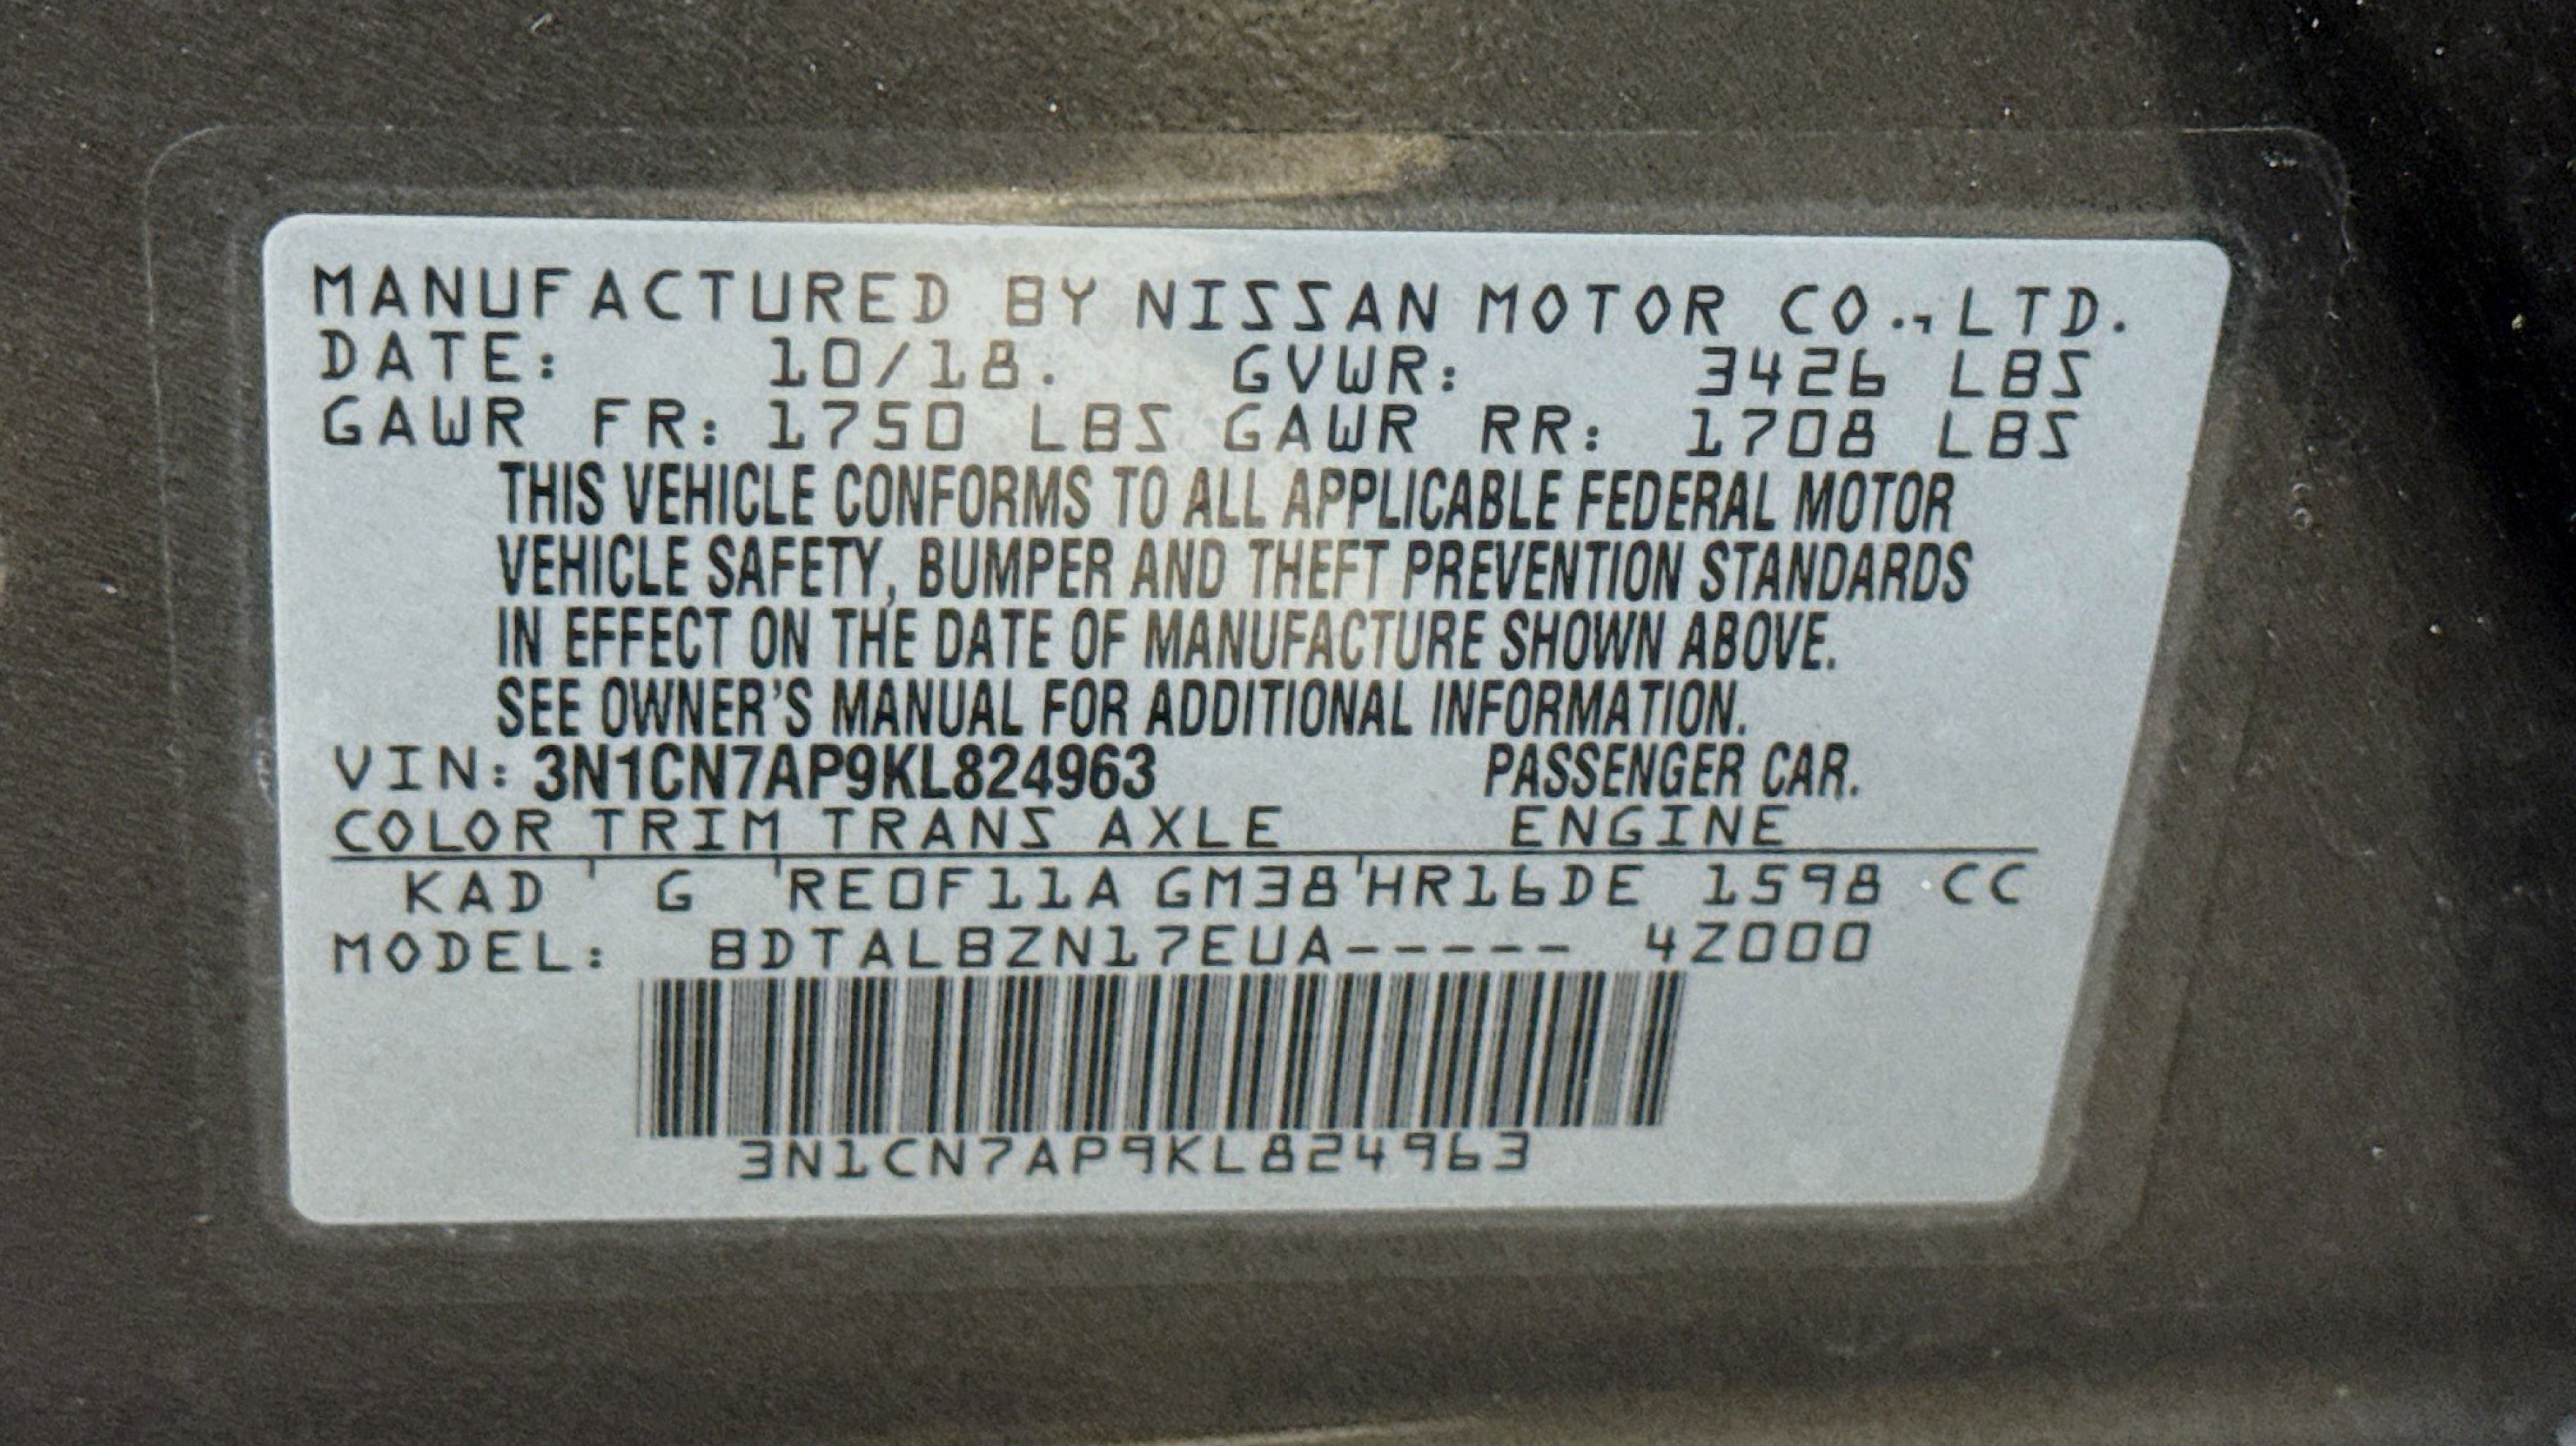 MANUFACTURED BY NISSAN MOTOR CO.,LTD.
DATE: 10/18. GVWR: 3426 LBS
GAWR FR: 1750 LBS GAWR RR: 1708 LBS
THIS VEHICLE CONFORMS TO ALL APPLICABLE FEDERAL MOTOR
VEHICLE SAFETY, BUMPER AND THEFT PREVENTION STANDARDS
IN EFFECT ON THE DATE OF MANUFACTURE SHOWN ABOVE.
SEE OWNER'S MANUAL FOR ADDITIONAL INFORMATION.
VIN: 3N1CN7AP9KL824963 PASSENGER CAR.
COLOR TRIM TRANS AXLE ENGINE
KAD ' G 'RE0F11A GM38'HR16DE 1598 CC
MODEL: BDTALBZN17EUA----- 4Z000
3N1CN7AP9KL824963